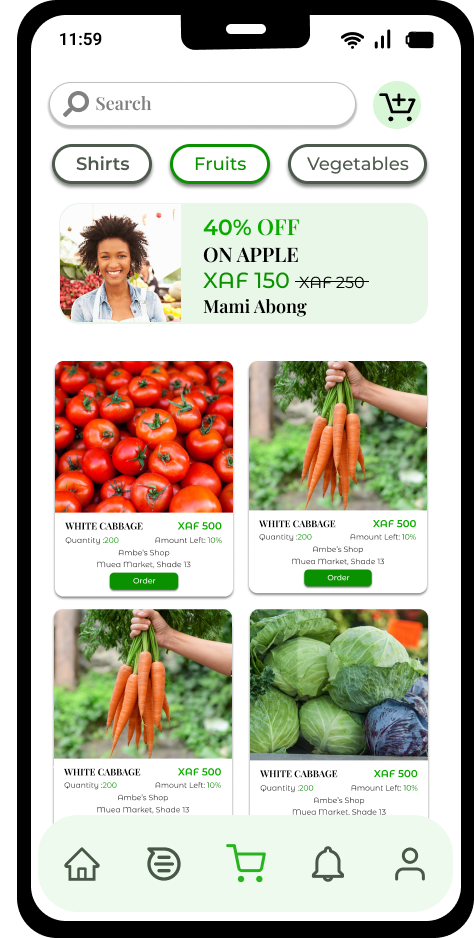 11:59
Search
Shirts Fruits Vegetables
40% OFF
ON APPLE
XAF 150 XAF 250
Mami Abong
WHITE CABBAGE XAF 500
Quantity :200 Amount Left: 10%
Ambe's Shop
Muea Market, Shade 13
Order
WHITE CABBAGE XAF 500
Quantity :200 Amount Left: 10%
Ambe's Shop
Muea Market, Shade 13
Order
WHITE CABBAGE XAF 500
Quantity :200 Amount Left: 10%
Ambe's Shop
Muea Market, Shade 13
WHITE CABBAGE XAF 500
Quantity :200 Amount Left: 10%
Ambe's Shop
Muea Market, Shade 13